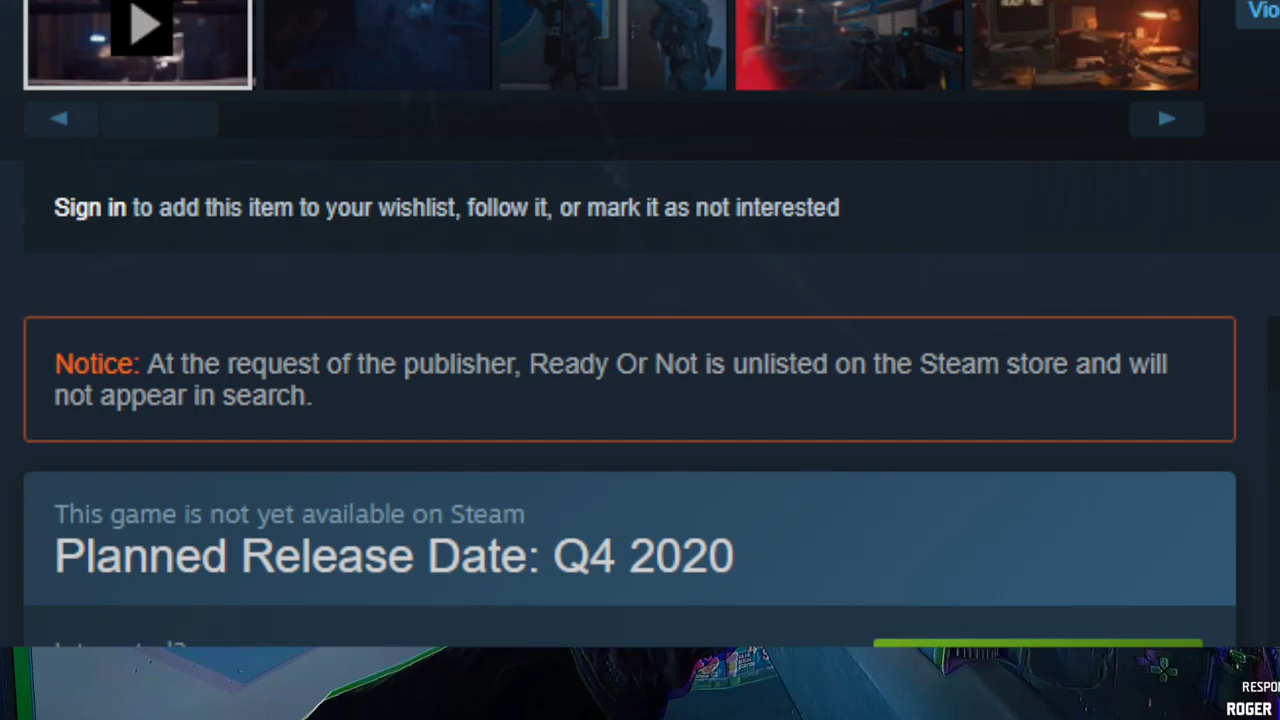 Sign in to add this item to your wishlist, follow it, or mark it as not interested
Notice: At the request of the publisher, Ready Or Not is unlisted on the Steam store and will
not appear in search.
This game is not yet available on Steam
Planned Release Date: Q4 2020
ROGER